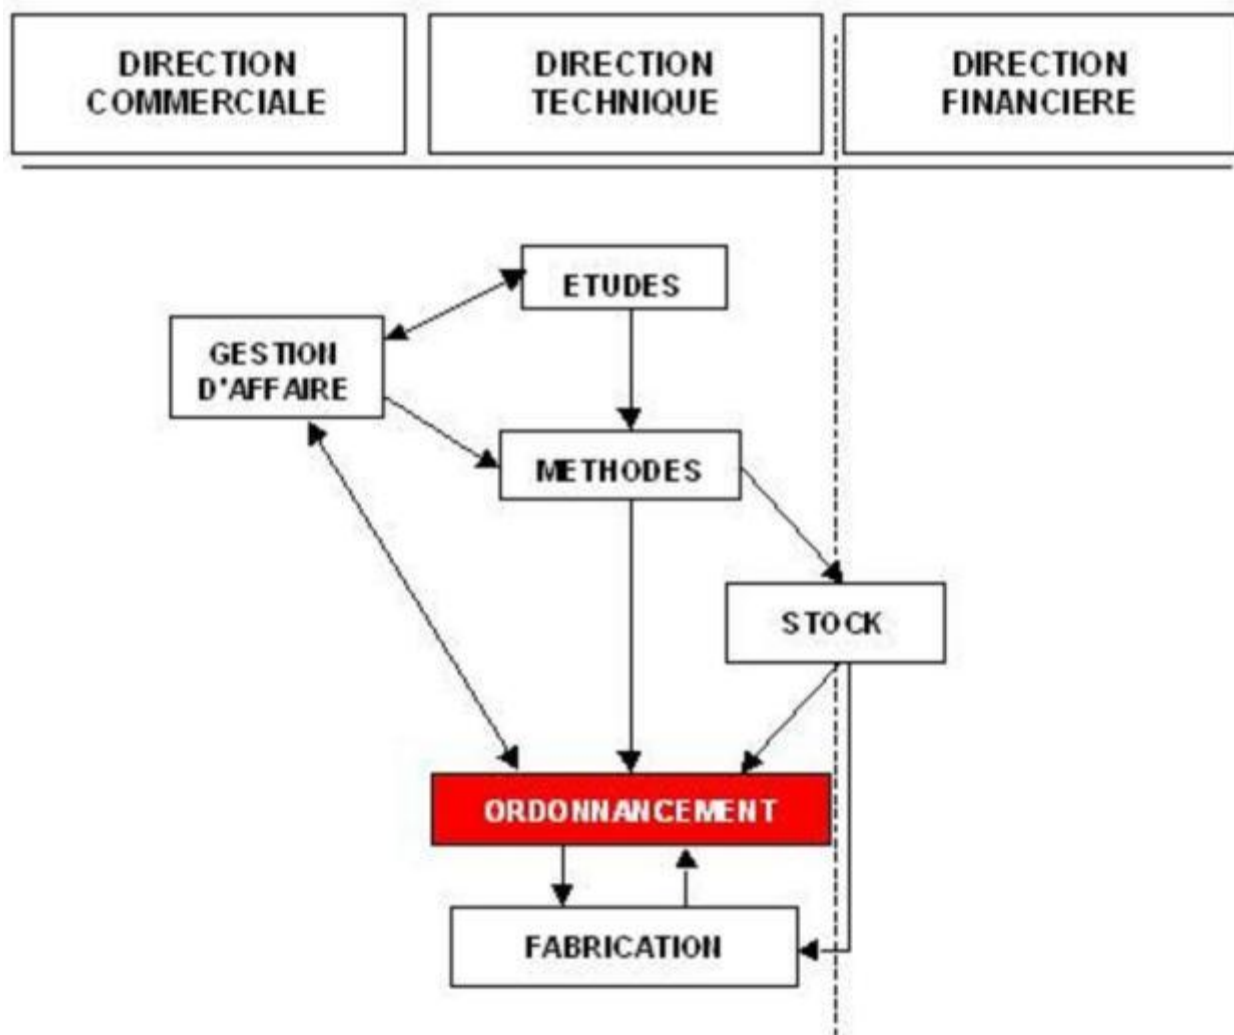 DIRECTION
COMMERCIALE
DIRECTION
TECHNIQUE
DIRECTION
FINANCIERE
ETUDES
GESTION
D'AFFAIRE
METHODES
STOCK
ORDONNANCEMENT
FABRICATION